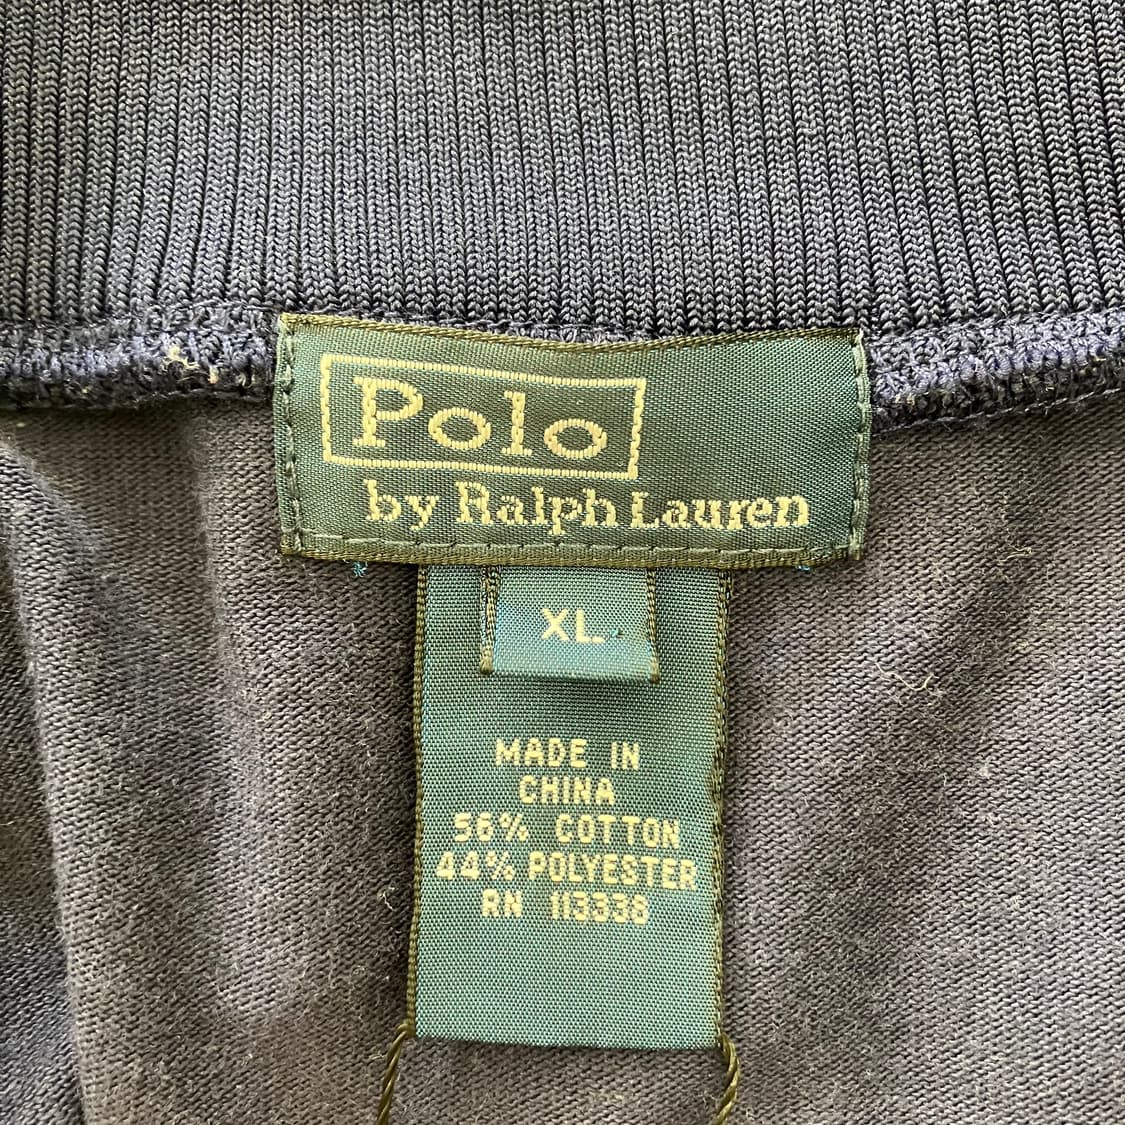 Polo
by Ralph Lauren
XL
MADE IN
CHINA
56% COTTON
44% POLYESTER
RN 113338